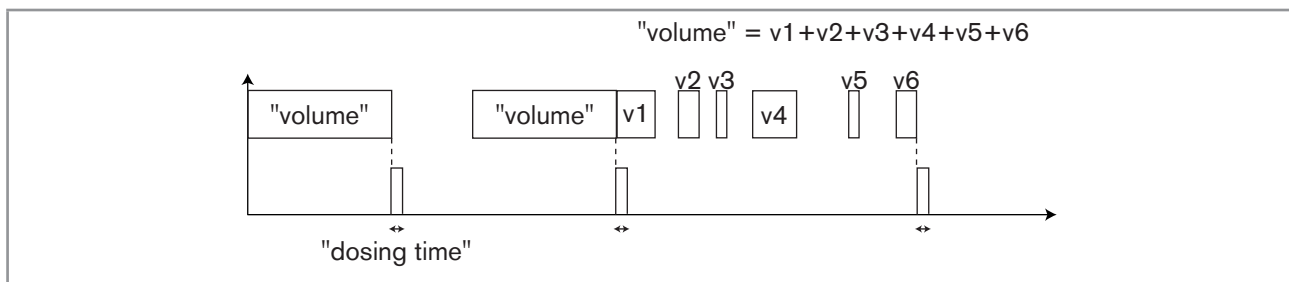 "volume" = v1+v2+v3+v4+v5+v6
v2 v3 v5 v6
"volume" "volume" v1 v4
"dosing time"